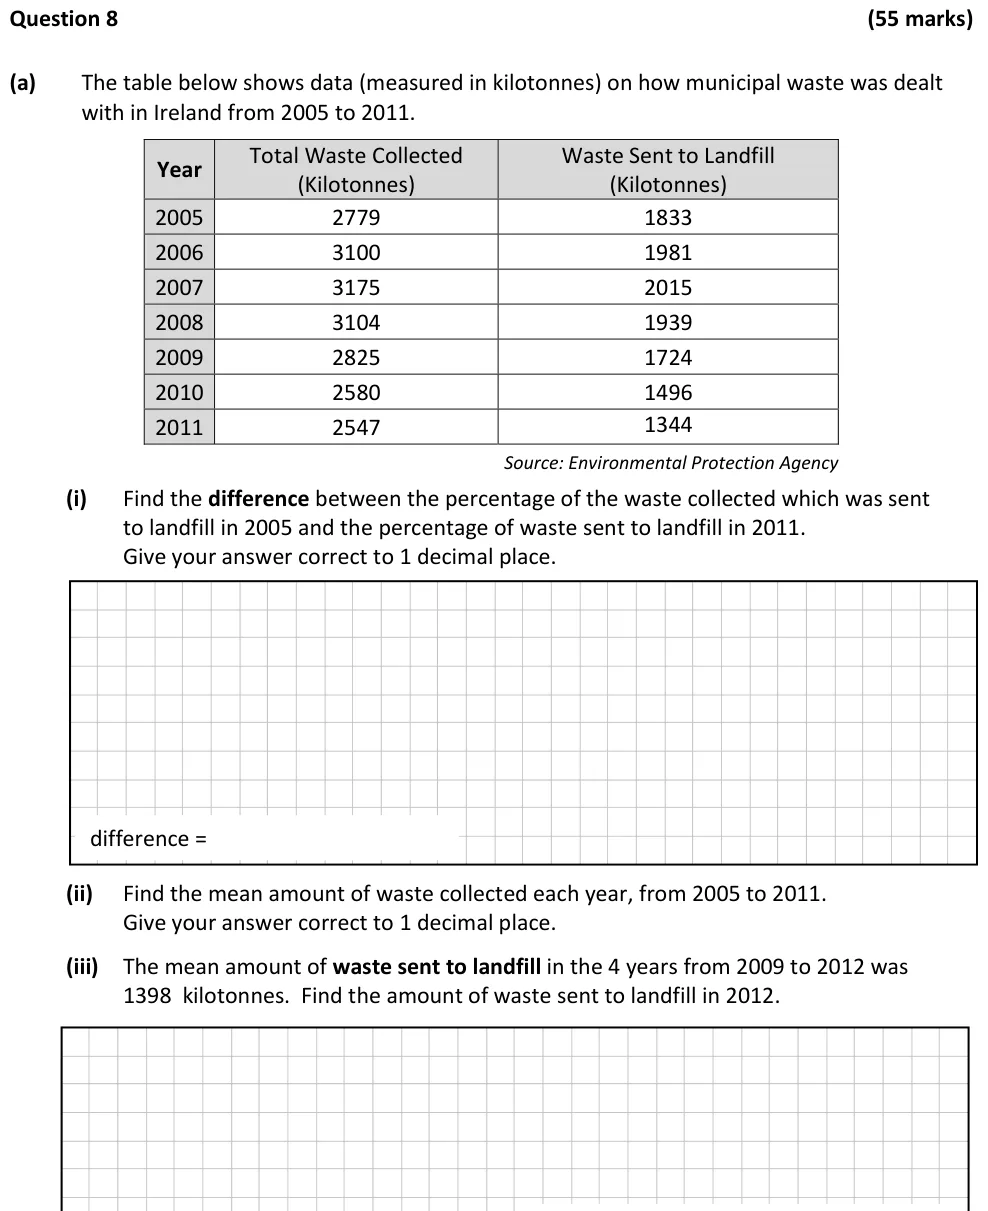 Question 8 (55 marks)
(a) The table below shows data (measured in kilotonnes) on how municipal waste was dealt
with in Ireland from 2005 to 2011.
Year Total Waste Collected (Kilotonnes) Waste Sent to Landfill (Kilotonnes)
2005 2779 1833
2006 3100 1981
2007 3175 2015
2008 3104 1939
2009 2825 1724
2010 2580 1496
2011 2547 1344
Source: Environmental Protection Agency
(i) Find the difference between the percentage of the waste collected which was sent
to landfill in 2005 and the percentage of waste sent to landfill in 2011.
Give your answer correct to 1 decimal place.
difference =
(ii) Find the mean amount of waste collected each year, from 2005 to 2011.
Give your answer correct to 1 decimal place.
(iii) The mean amount of waste sent to landfill in the 4 years from 2009 to 2012 was
1398 kilotonnes. Find the amount of waste sent to landfill in 2012.